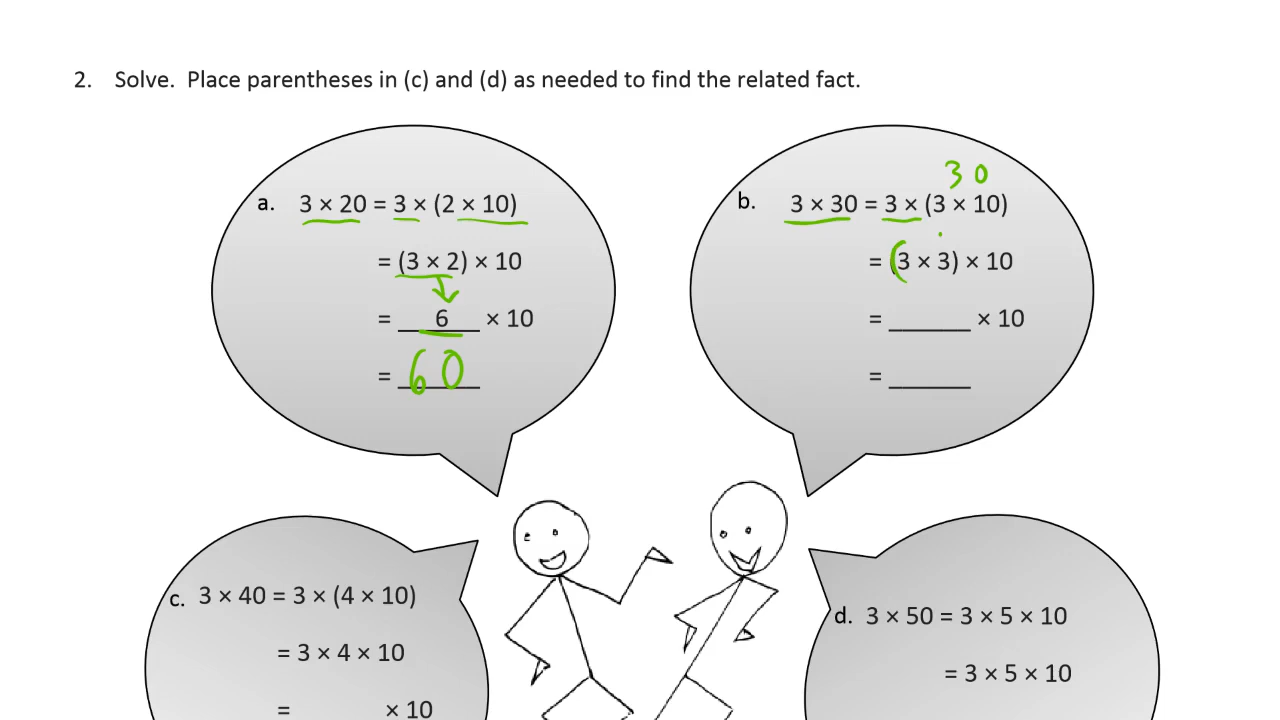 2. Solve. Place parentheses in (c) and (d) as needed to find the related fact.
a. 3 × 20 = 3 × (2 × 10)
= (3 × 2) × 10
= ___6___ × 10
= 60
30
b. 3 × 30 = 3 × (3 × 10)
= (3 × 3) × 10
= ______ × 10
= ______
c. 3 × 40 = 3 × (4 × 10)
= 3 × 4 × 10
= × 10
d. 3 × 50 = 3 × 5 × 10
= 3 × 5 × 10